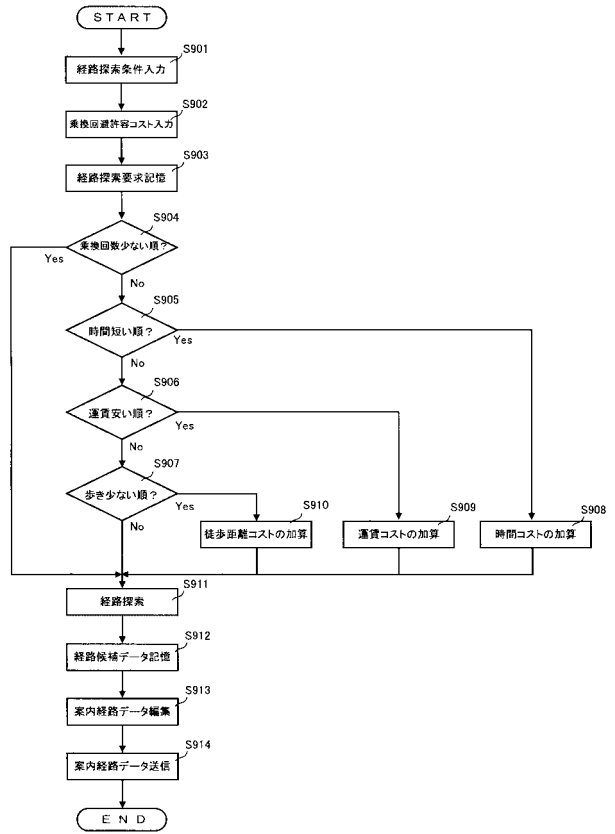 START
S901
経路探索条件入力
S902
乗換回避許容コスト入力
S903
経路探索要求記憶
S904
乗換回数少ない順?
Yes
No
S905
時間短い順?
Yes
No
S906
運賃安い順?
Yes
No
S907
歩き少ない順?
Yes
No
S910
徒歩距離コストの加算
S909
運賃コストの加算
S908
時間コストの加算
S911
経路探索
S912
経路候補データ記憶
S913
案内経路データ編集
S914
案内経路データ送信
END